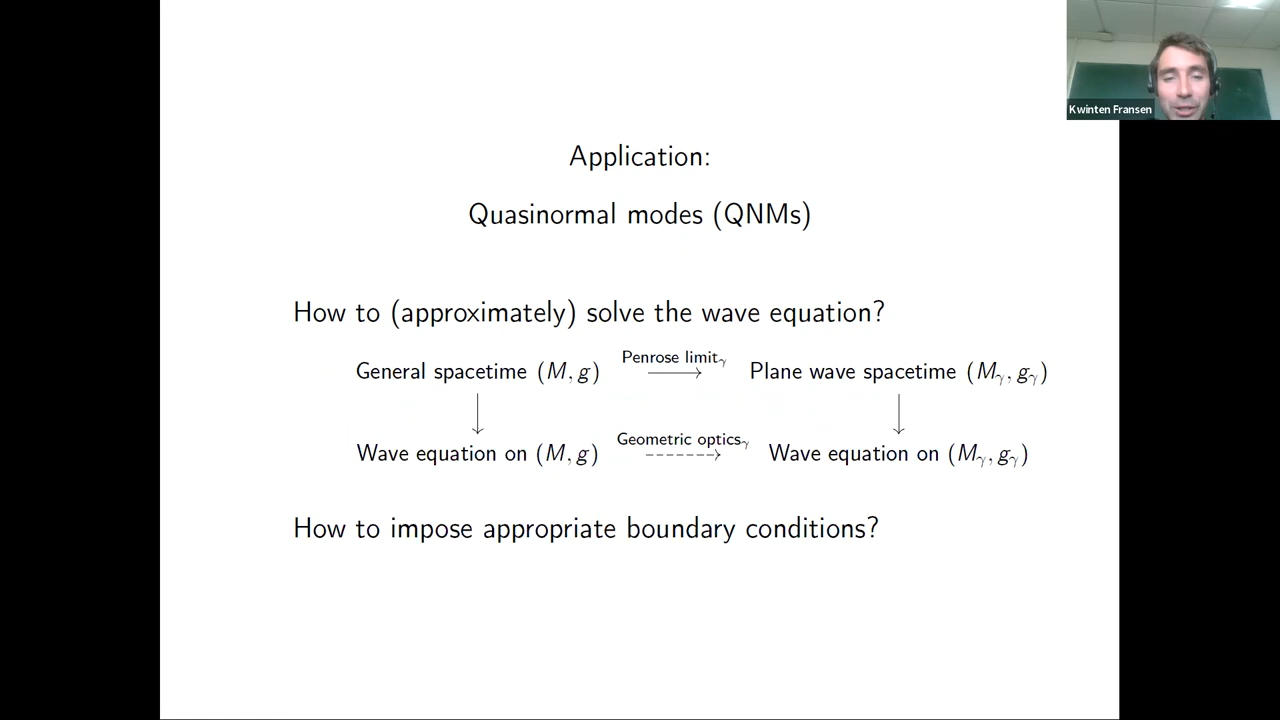 Kwinten Fransen
Application:
Quasinormal modes (QNMs)
How to (approximately) solve the wave equation?
General spacetime (M, g) Penrose limitᵧ Plane wave spacetime (Mᵧ, gᵧ)
Wave equation on (M, g) Geometric opticsᵧ Wave equation on (Mᵧ, gᵧ)
How to impose appropriate boundary conditions?